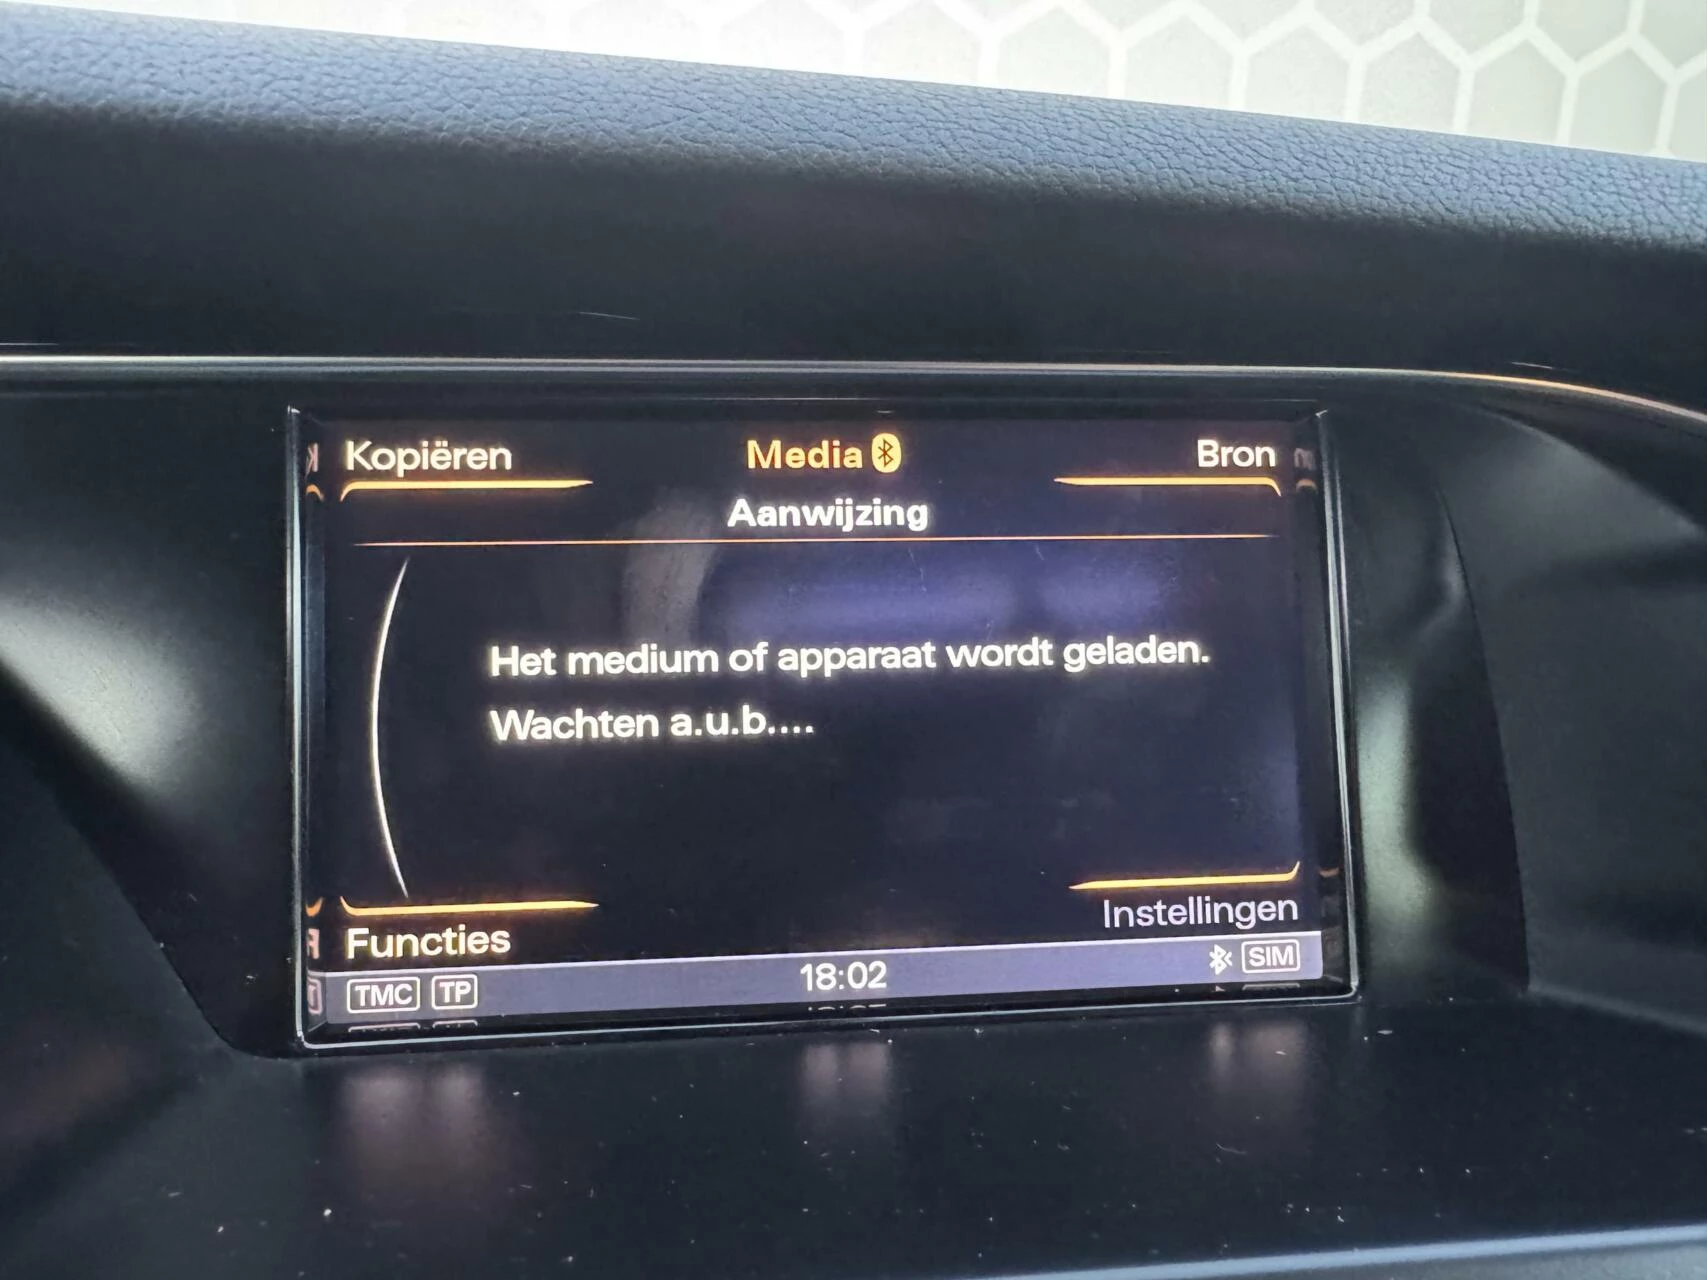 Kopiëren
Media
Bron
Aanwijzing
Het medium of apparaat wordt geladen.
Wachten a.u.b....
Functies
Instellingen
TMC TP
18:02
SIM